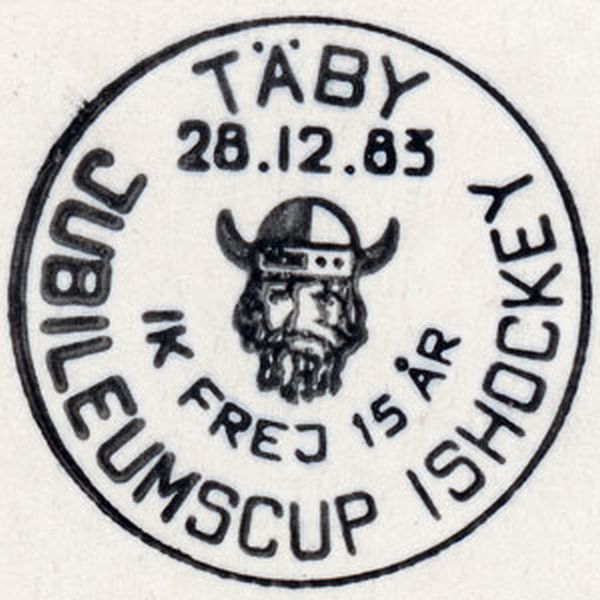 TÄBY
28.12.83
JUBILEUMSCUP ISHOCKEY
IK FREJ 15 ÅR